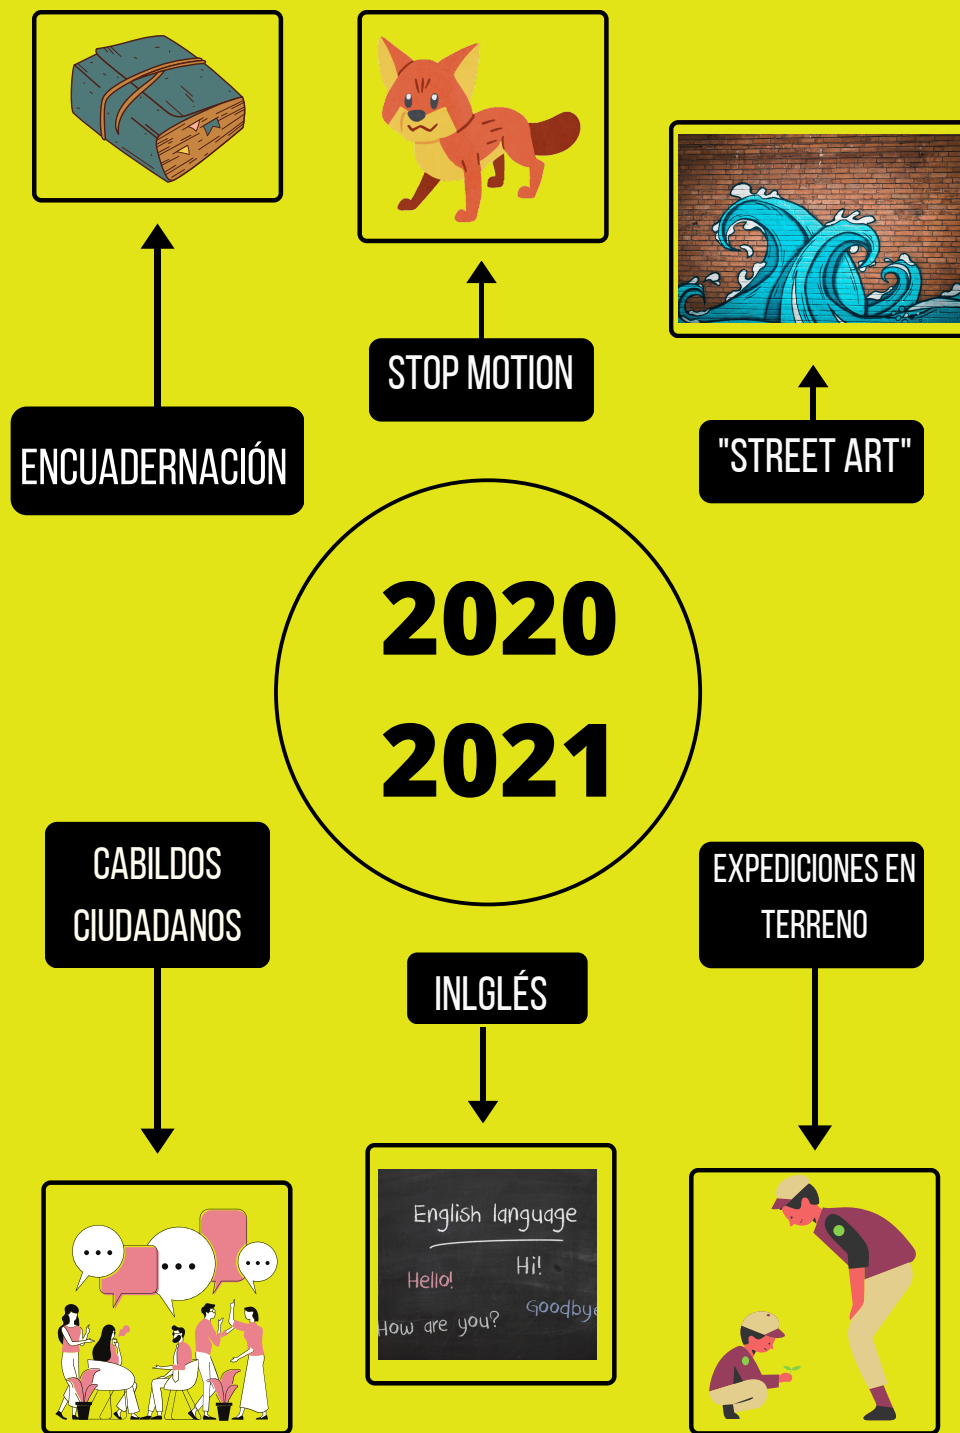 STOP MOTION
"STREET ART"
ENCUADERNACIÓN
2020
2021
CABILDOS
CIUDADANOS
EXPEDICIONES EN
TERRENO
INLGLÉS
English language
Hi!
Hello!
Goodbye
How are you?